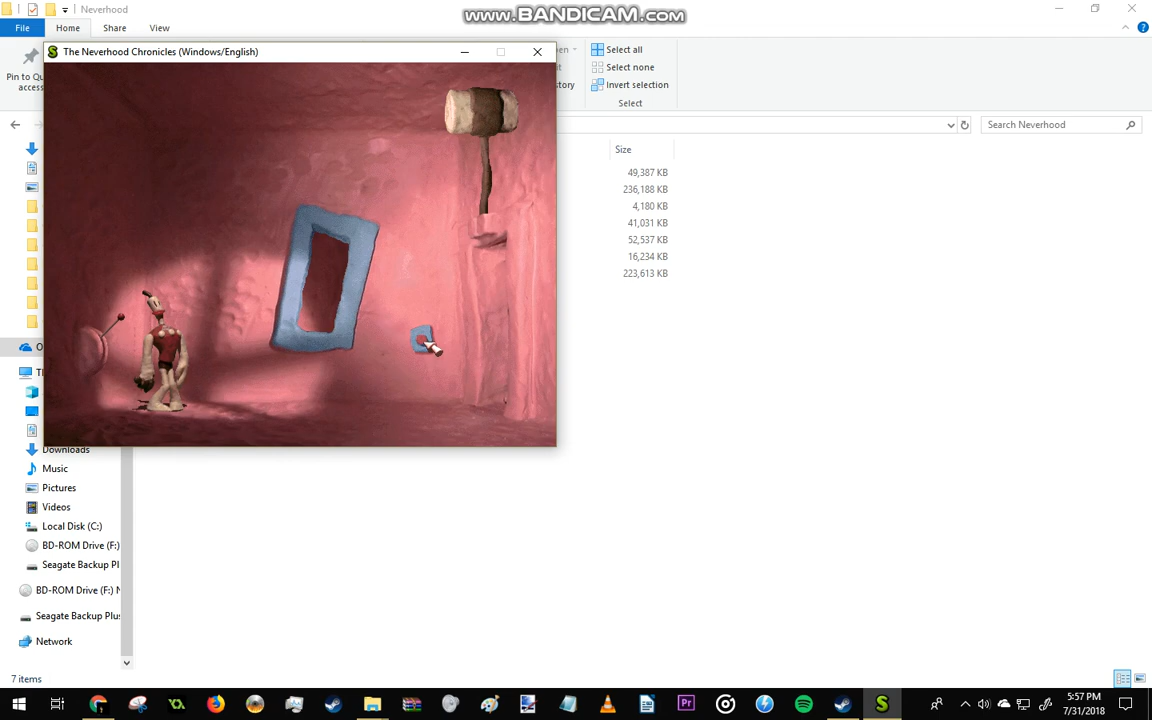 Neverhood
www.BANDICAM.com
File
Home
Share
View
The Neverhood Chronicles (Windows/English)
Pin to Qu
access
Select all
Select none
Invert selection
Select
Search Neverhood
Size
49,387 KB
236,188 KB
4,180 KB
41,031 KB
52,537 KB
16,234 KB
223,613 KB
Downloads
Music
Pictures
Videos
Local Disk (C:)
BD-ROM Drive (F:)
Seagate Backup Pl
BD-ROM Drive (F:) N
Seagate Backup Plus
Network
7 items
5:57 PM
7/31/2018